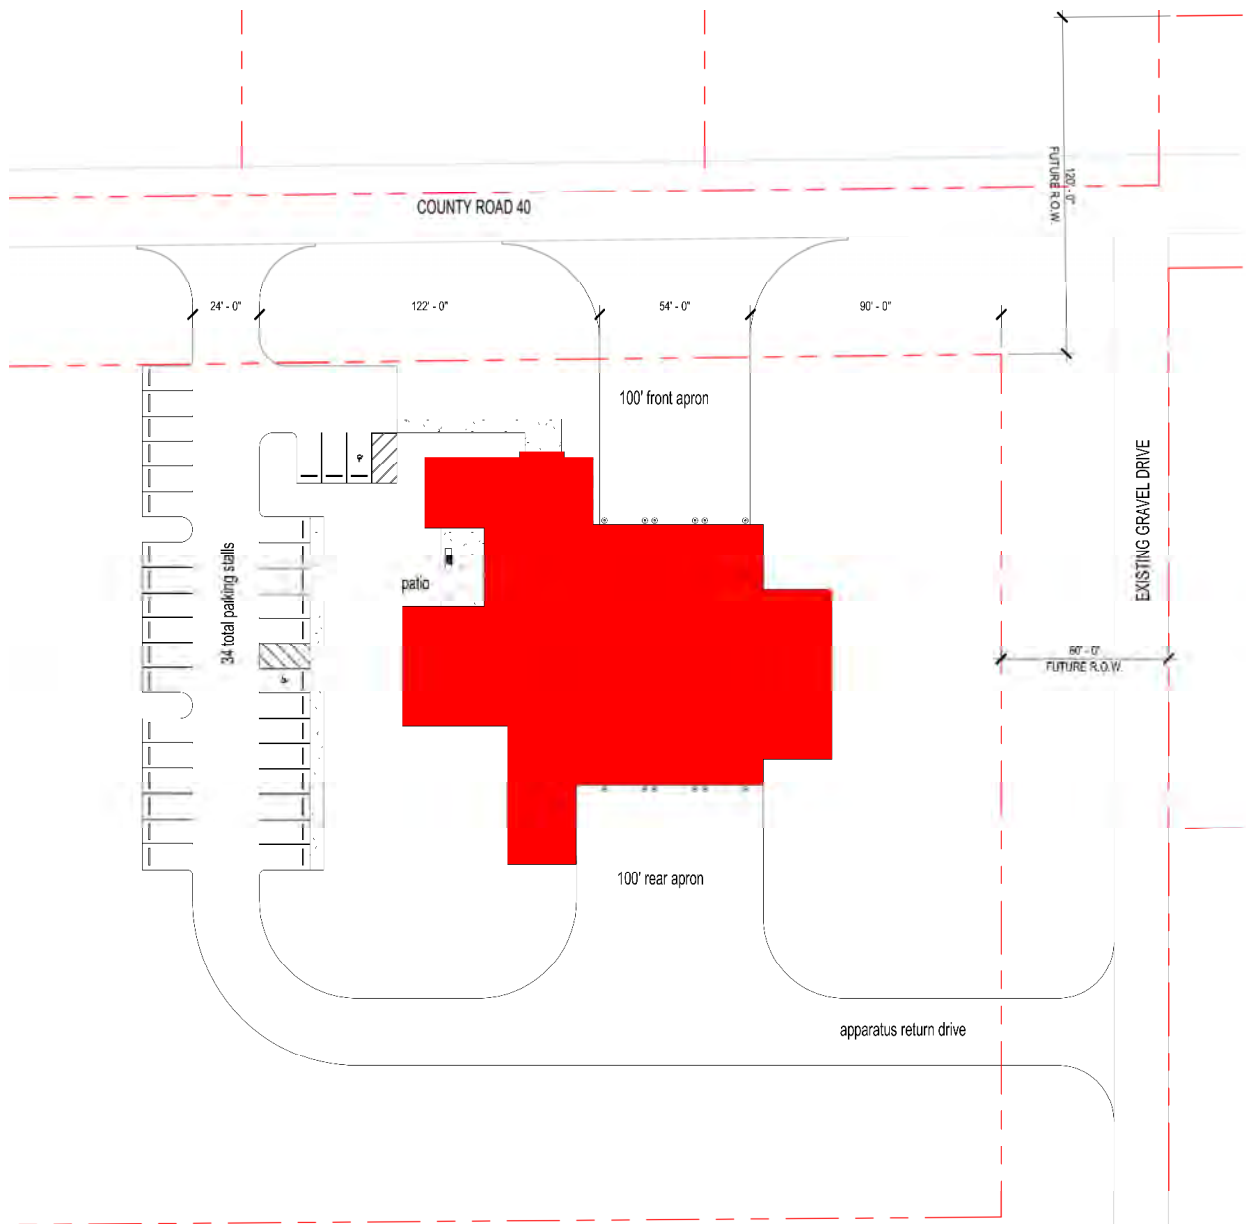 120' - 0"
FUTURE R.O.W.
COUNTY ROAD 40
24' - 0"
122' - 0"
54' - 0"
90' - 0"
100' front apron
EXISTING GRAVEL DRIVE
34 total parking stalls
patio
60' - 0"
FUTURE R.O.W.
100' rear apron
apparatus return drive